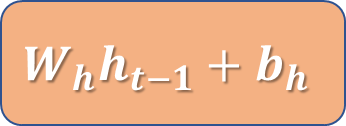 $W_h h_{t-1} + b_h$